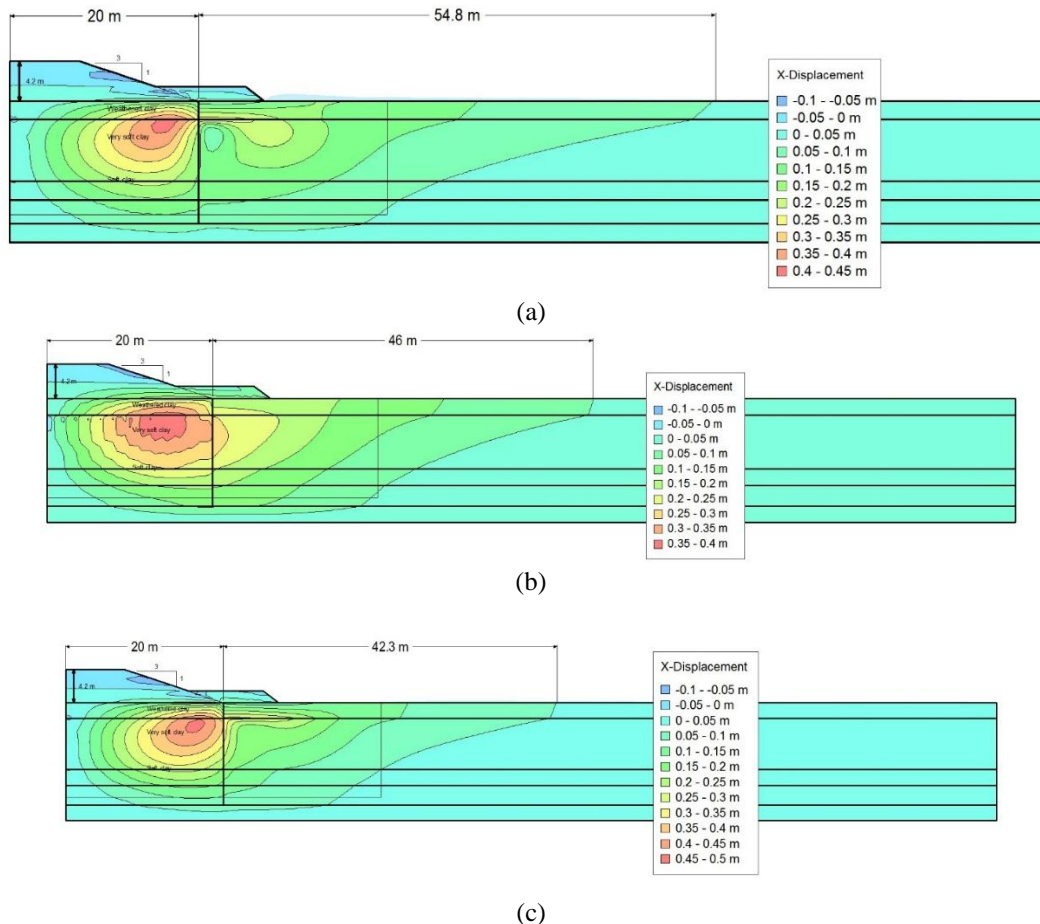 20 m
54.8 m
3
1
4.2 m
Weathered clay
Very soft clay
Soft clay
X-Displacement
-0.1 - -0.05 m
-0.05 - 0 m
0 - 0.05 m
0.05 - 0.1 m
0.1 - 0.15 m
0.15 - 0.2 m
0.2 - 0.25 m
0.25 - 0.3 m
0.3 - 0.35 m
0.35 - 0.4 m
0.4 - 0.45 m
(a)
20 m
46 m
3
1
4.2 m
Weathered clay
Very soft clay
Soft clay
X-Displacement
-0.1 - -0.05 m
-0.05 - 0 m
0 - 0.05 m
0.05 - 0.1 m
0.1 - 0.15 m
0.15 - 0.2 m
0.2 - 0.25 m
0.25 - 0.3 m
0.3 - 0.35 m
0.35 - 0.4 m
(b)
20 m
42.3 m
3
1
4.2 m
Weathered clay
Very soft clay
Soft clay
X-Displacement
-0.1 - -0.05 m
-0.05 - 0 m
0 - 0.05 m
0.05 - 0.1 m
0.1 - 0.15 m
0.15 - 0.2 m
0.2 - 0.25 m
0.25 - 0.3 m
0.3 - 0.35 m
0.35 - 0.4 m
0.4 - 0.45 m
0.45 - 0.5 m
(c)